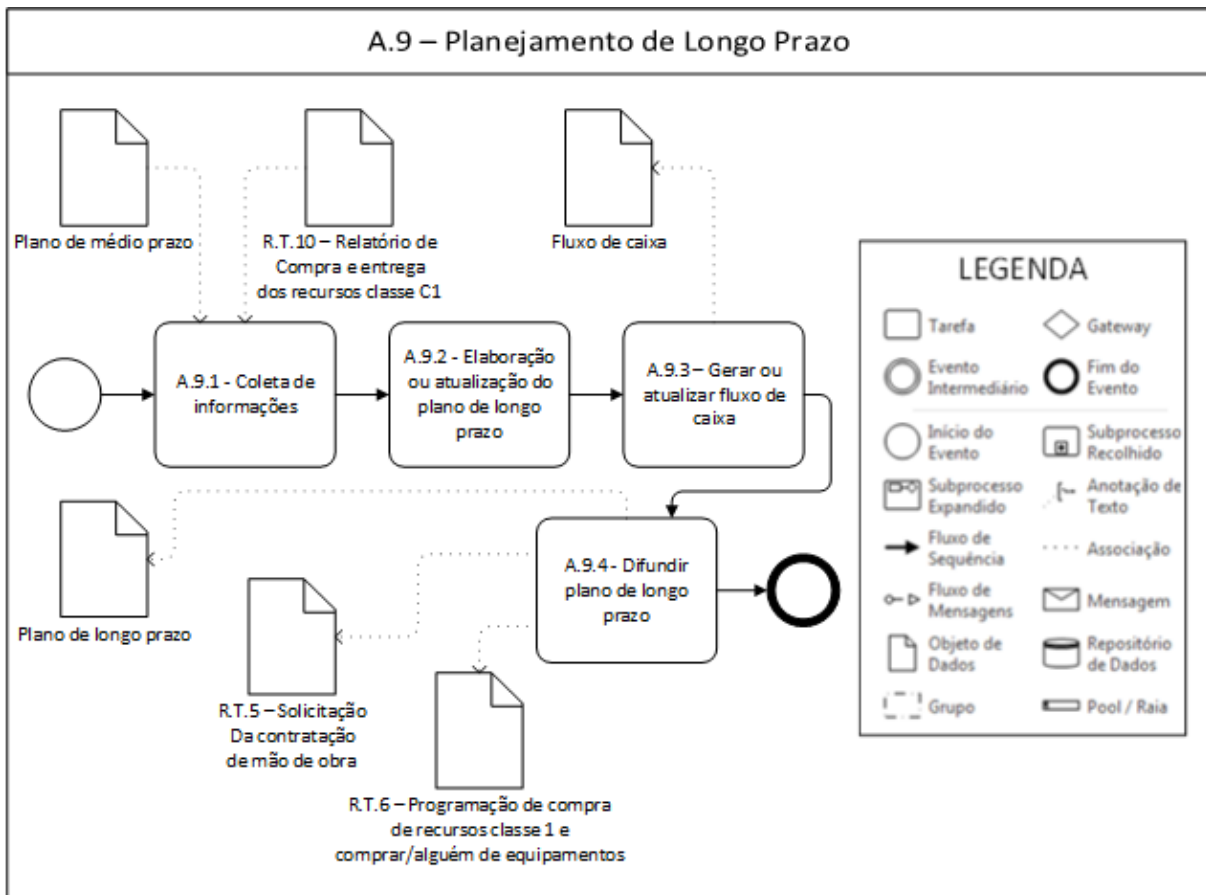 A.9 – Planejamento de Longo Prazo
Plano de médio prazo
R.T.10 – Relatório de
Compra e entrega
dos recursos classe C1
Fluxo de caixa
A.9.1 - Coleta de
informações
A.9.2 - Elaboração
ou atualização do
plano de longo
prazo
A.9.3 – Gerar ou
atualizar fluxo de
caixa
Plano de longo prazo
A.9.4 - Difundir
plano de longo
prazo
R.T.5 – Solicitação
Da contratação
de mão de obra
R.T.6 – Programação de compra
de recursos classe 1 e
comprar/alguém de equipamentos
LEGENDA
Tarefa
Gateway
Evento
Intermediário
Fim do
Evento
Início do
Evento
Subprocesso
Recolhido
Subprocesso
Expandido
Anotação de
Texto
Fluxo de
Sequência
Associação
Fluxo de
Mensagens
Mensagem
Objeto de
Dados
Repositório
de Dados
Grupo
Pool / Raia